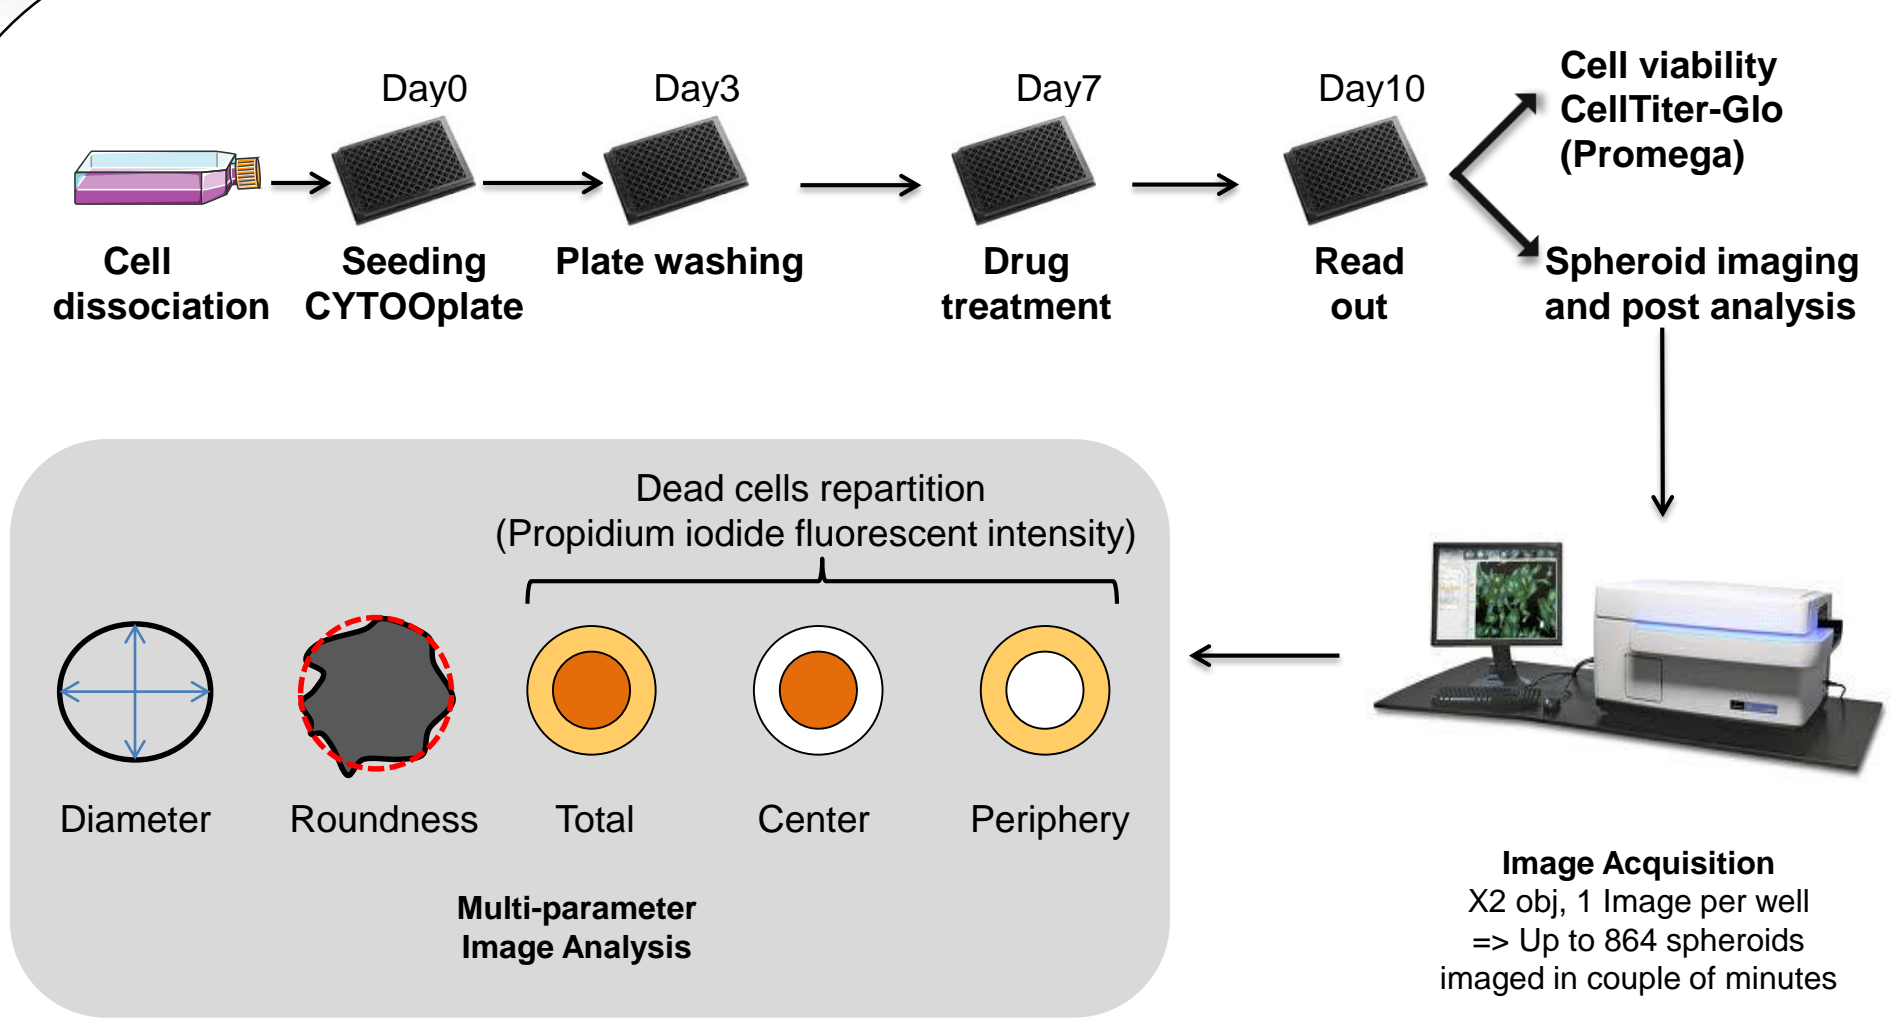 Day0
Day3
Day7
Day10
Cell viability
CellTiter-Glo
(Promega)
Cell
dissociation
Seeding
CYTOOplate
Plate washing
Drug
treatment
Read
out
Spheroid imaging
and post analysis
Dead cells repartition
(Propidium iodide fluorescent intensity)
Diameter
Roundness
Total
Center
Periphery
Multi-parameter
Image Analysis
Image Acquisition
X2 obj, 1 Image per well
=> Up to 864 spheroids
imaged in couple of minutes